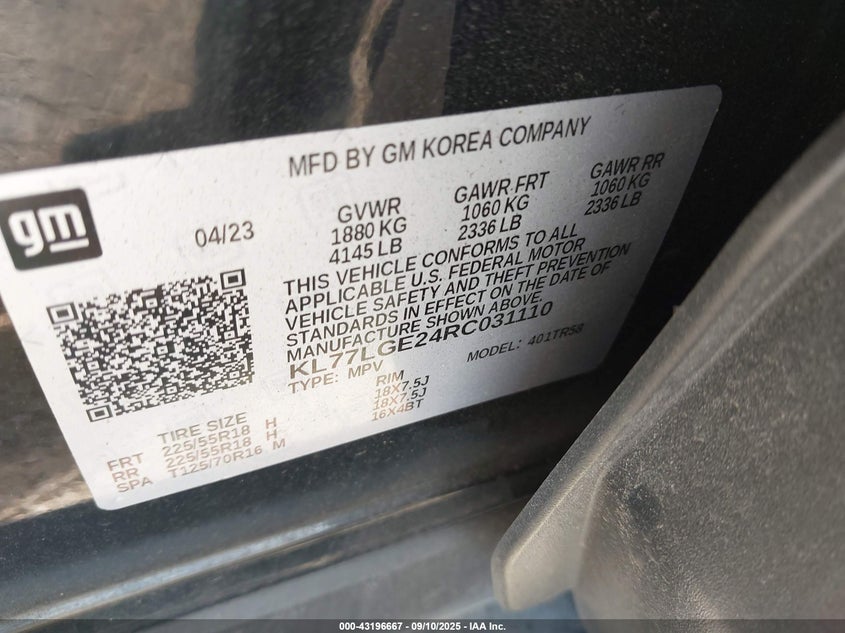 MFD BY GM KOREA COMPANY
gm
04/23
GVWR
1880 KG
4145 LB
GAWR FRT
1060 KG
2336 LB
GAWR RR
1060 KG
2336 LB
THIS VEHICLE CONFORMS TO ALL
APPLICABLE U.S. FEDERAL MOTOR
VEHICLE SAFETY AND THEFT PREVENTION
STANDARDS IN EFFECT ON THE DATE OF
MANUFACTURE SHOWN ABOVE.
KL77LGE24RC031110
TYPE: MPV
MODEL: 401TR58
TIRE SIZE
RIM
FRT 225/55R18 H 18X7.5J
RR 225/55R18 H 18X7.5J
SPA T125/70R16 M 16X4BT
000-43196667 - 09/10/2025 - IAA Inc.